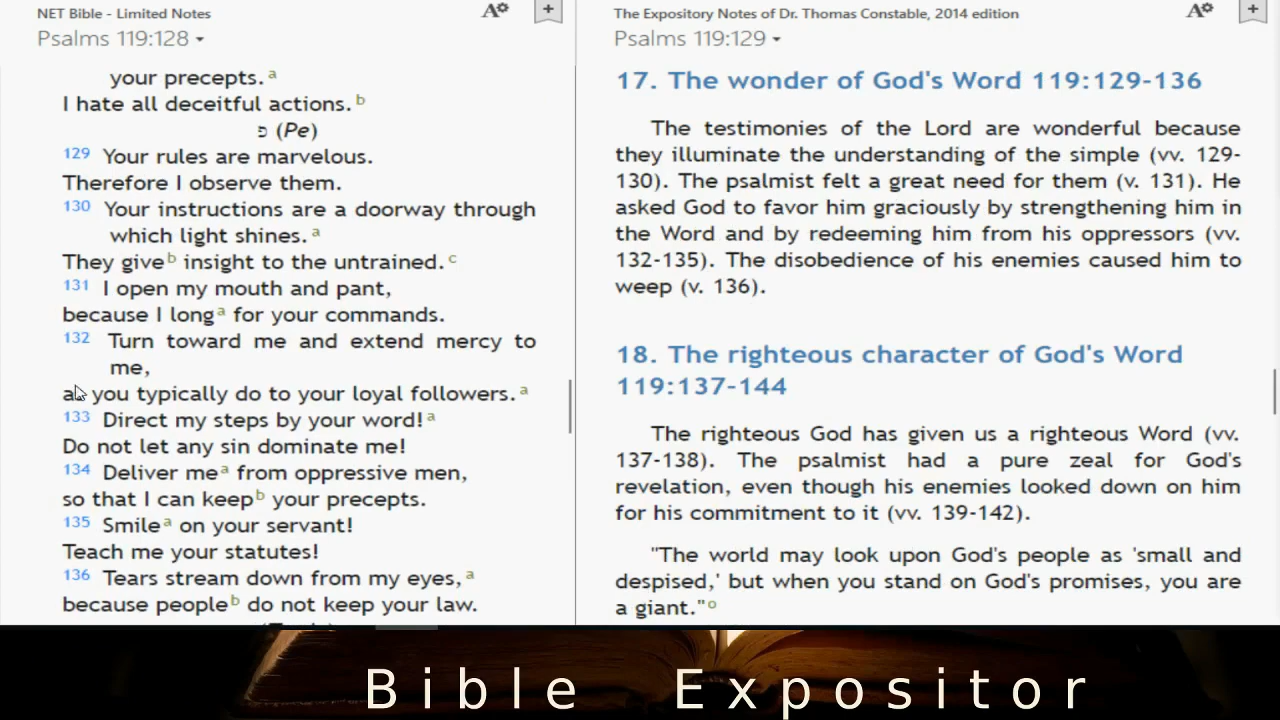 NET Bible - Limited Notes
Psalms 119:128
your precepts. a
I hate all deceitful actions. b
פ (Pe)
129 Your rules are marvelous.
Therefore I observe them.
130 Your instructions are a doorway through
which light shines. a
They give b insight to the untrained. c
131 I open my mouth and pant,
because I long a for your commands.
132 Turn toward me and extend mercy to
me,
as you typically do to your loyal followers. a
133 Direct my steps by your word! a
Do not let any sin dominate me!
134 Deliver me a from oppressive men,
so that I can keep b your precepts.
135 Smile a on your servant!
Teach me your statutes!
136 Tears stream down from my eyes, a
because people b do not keep your law.
The Expository Notes of Dr. Thomas Constable, 2014 edition
Psalms 119:129
17. The wonder of God's Word 119:129-136
The testimonies of the Lord are wonderful because
they illuminate the understanding of the simple (vv. 129-
130). The psalmist felt a great need for them (v. 131). He
asked God to favor him graciously by strengthening him in
the Word and by redeeming him from his oppressors (vv.
132-135). The disobedience of his enemies caused him to
weep (v. 136).
18. The righteous character of God's Word
119:137-144
The righteous God has given us a righteous Word (vv.
137-138). The psalmist had a pure zeal for God's
revelation, even though his enemies looked down on him
for his commitment to it (vv. 139-142).
"The world may look upon God's people as 'small and
despised,' but when you stand on God's promises, you are
a giant." o
Bible Expositor